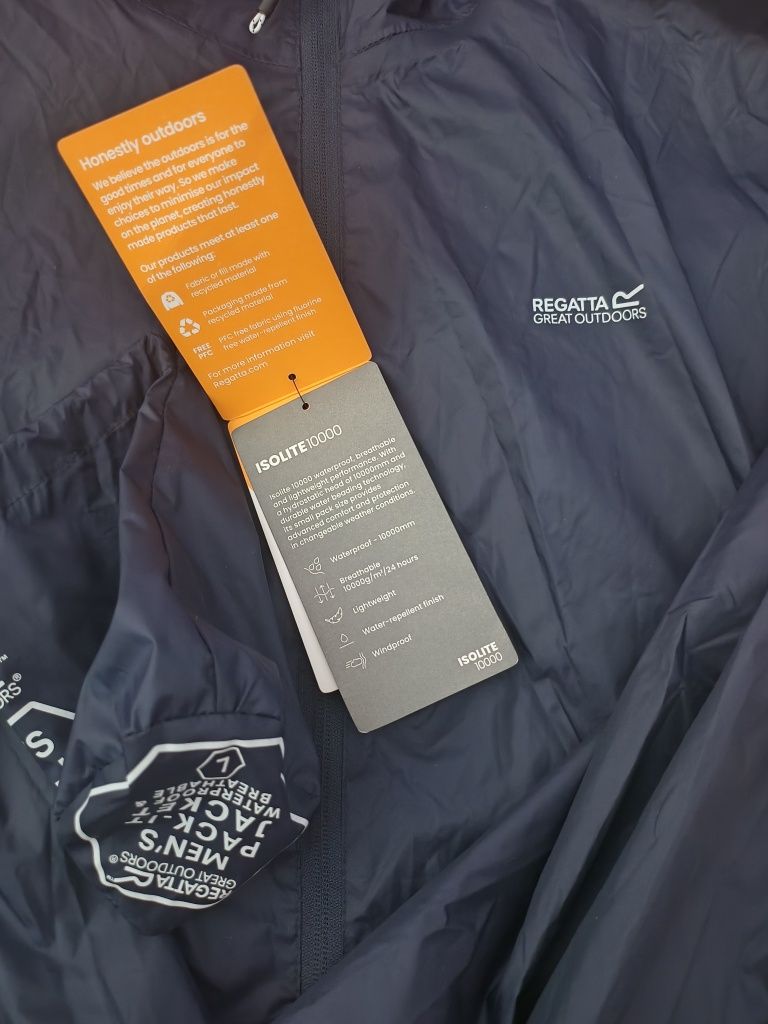 Honestly outdoors
We believe the outdoors is for the
good times and for everyone to
enjoy their way. So we make
choices to minimise our impact
on the planet, creating honestly
made products that last.
Our products meet at least one
of the following:
Fabric or fill made with
recycled material
Packaging made from
recycled material
FREE
PFC
PFC free fabric using fluorine
free water-repellent finish
For more information visit
Regatta.com
REGATTA
GREAT OUTDOORS
ISOLITE 10000
Isolite 10000 waterproof, breathable
and lightweight performance. With
a hydrostatic head of 10000mm and
durable water beading technology,
its small pack size provides
advanced comfort and protection
in changeable weather conditions.
Waterproof - 10000mm
Breathable
10000g/m²/24 hours
Lightweight
Water-repellent finish
Windproof
ISOLITE
10000
REGATTA
GREAT OUTDOORS®
MEN'S
PACK-IT
JACKET
WATERPROOF &
BREATHABLE
L